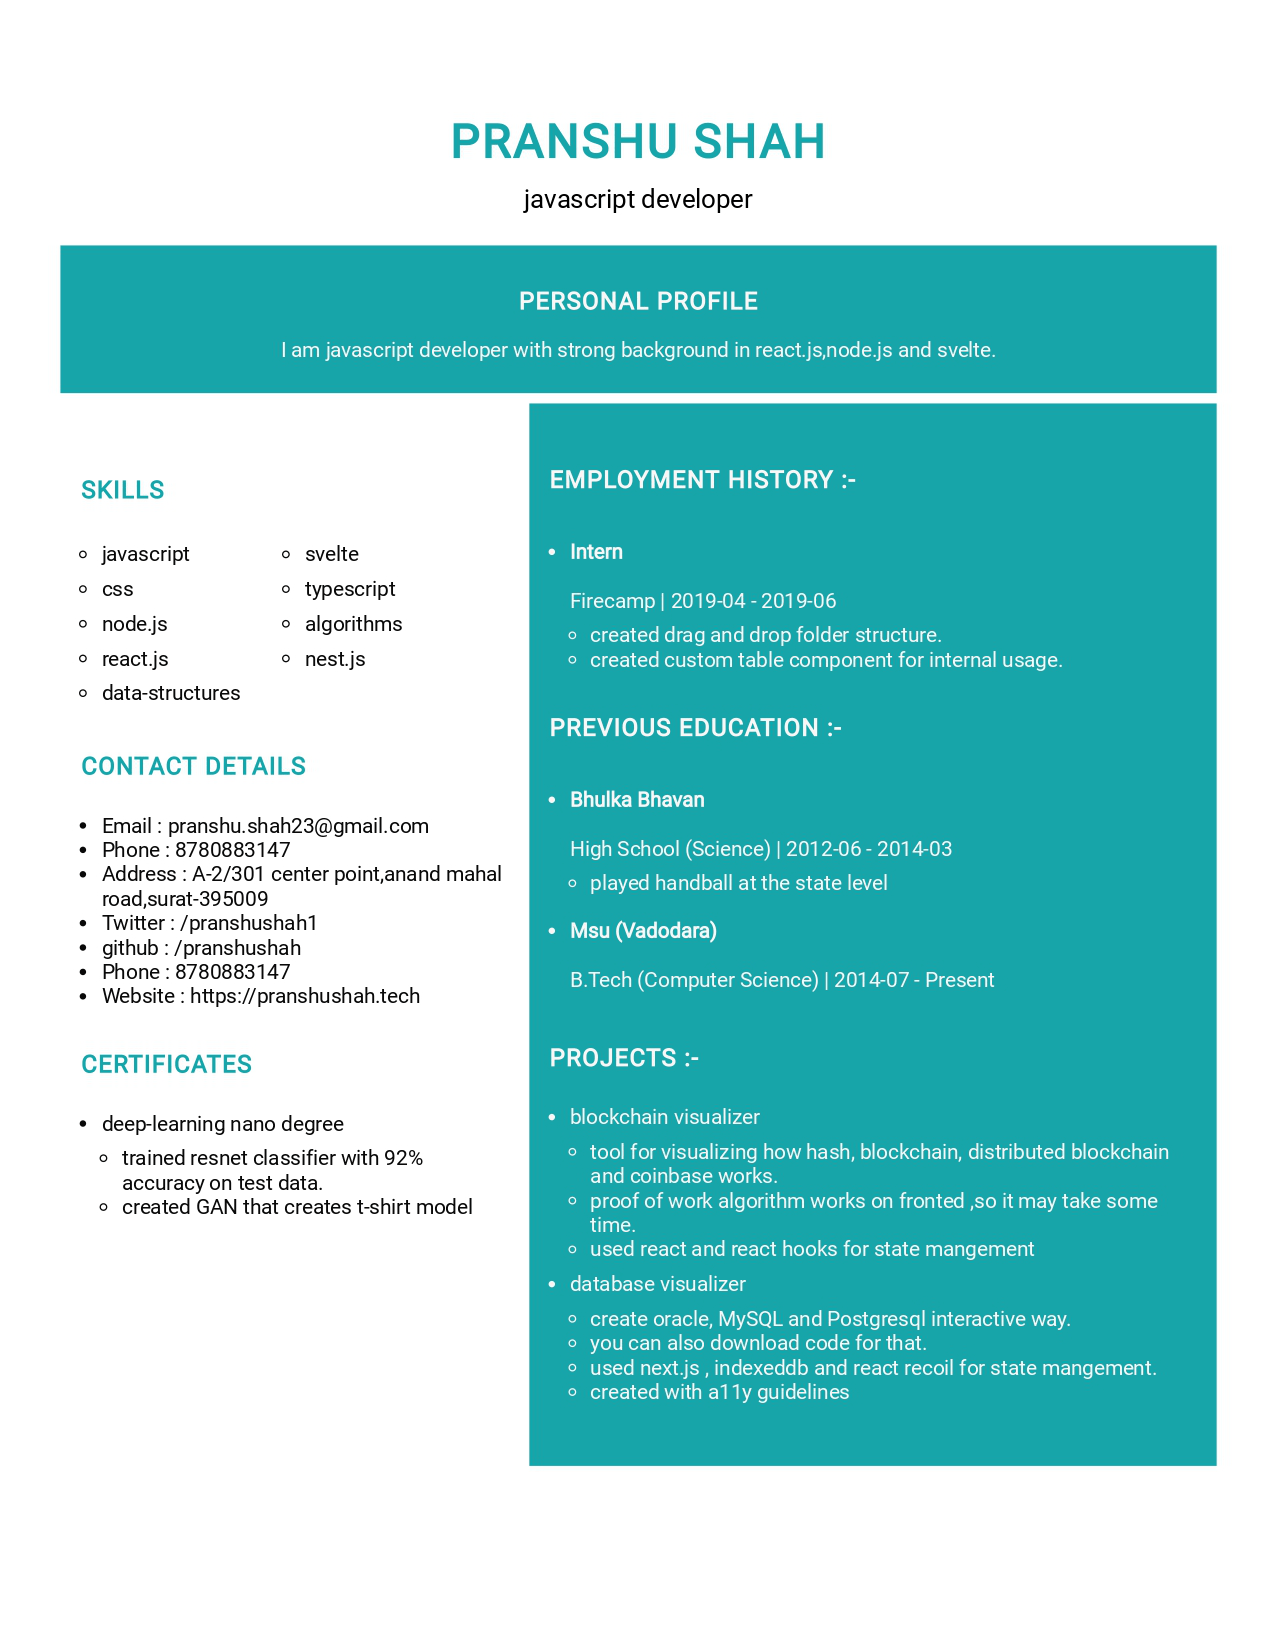 PRANSHU SHAH
javascript developer
PERSONAL PROFILE
I am javascript developer with strong background in react.js,node.js and svelte.
SKILLS
javascript
css
node.js
react.js
data-structures
svelte
typescript
algorithms
nest.js
CONTACT DETAILS
Email : pranshu.shah23@gmail.com
Phone : 8780883147
Address : A-2/301 center point,anand mahal
road,surat-395009
Twitter : /pranshushah1
github : /pranshushah
Phone : 8780883147
Website : https://pranshushah.tech
CERTIFICATES
deep-learning nano degree
trained resnet classifier with 92%
accuracy on test data.
created GAN that creates t-shirt model
EMPLOYMENT HISTORY :-
Intern
Firecamp | 2019-04 - 2019-06
created drag and drop folder structure.
created custom table component for internal usage.
PREVIOUS EDUCATION :-
Bhulka Bhavan
High School (Science) | 2012-06 - 2014-03
played handball at the state level
Msu (Vadodara)
B.Tech (Computer Science) | 2014-07 - Present
PROJECTS :-
blockchain visualizer
tool for visualizing how hash, blockchain, distributed blockchain
and coinbase works.
proof of work algorithm works on fronted ,so it may take some
time.
used react and react hooks for state mangement
database visualizer
create oracle, MySQL and Postgresql interactive way.
you can also download code for that.
used next.js , indexeddb and react recoil for state mangement.
created with a11y guidelines